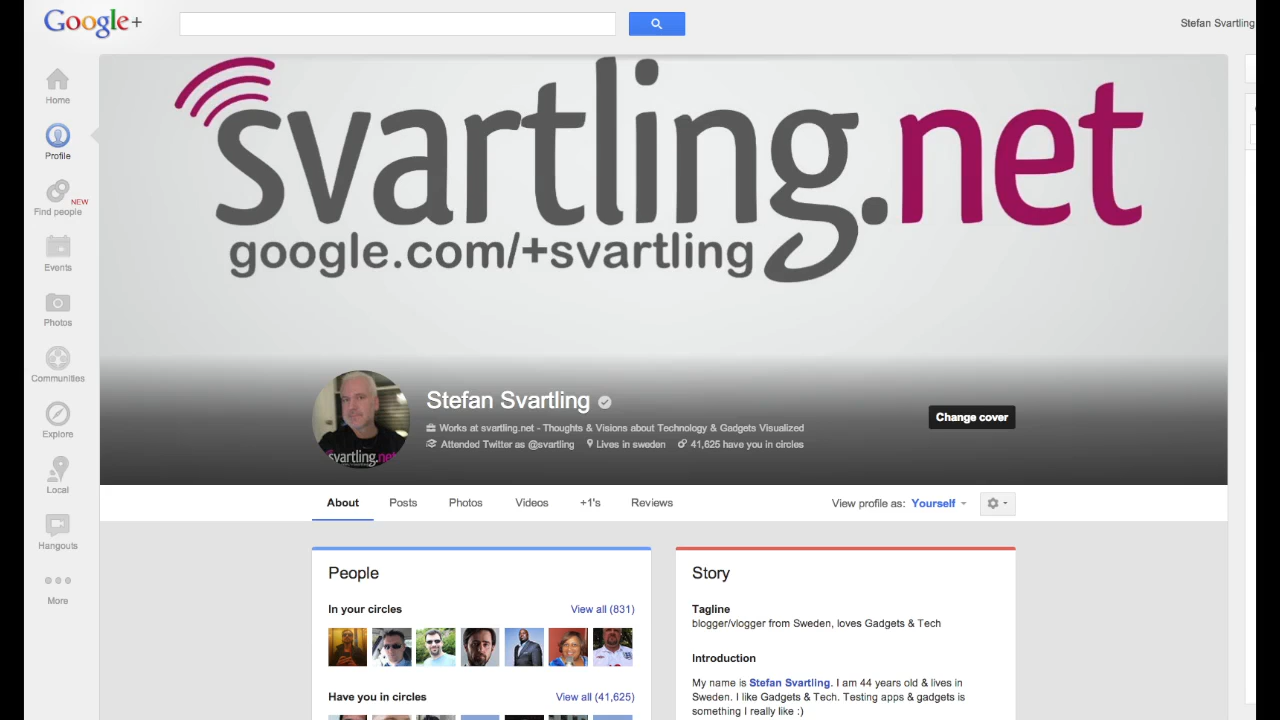 Google+
Stefan Svartling
Home
Profile
Find people
NEW
Events
Photos
Communities
Explore
Local
Hangouts
More
svartling.net
google.com/+svartling
svartling.net
Stefan Svartling
Works at svartling.net - Thoughts & Visions about Technology & Gadgets Visualized
Attended Twitter as @svartling Lives in sweden 41,625 have you in circles
Change cover
About Posts Photos Videos +1's Reviews
View profile as: Yourself
People
In your circles View all (831)
Have you in circles View all (41,625)
Story
Tagline
blogger/vlogger from Sweden, loves Gadgets & Tech
Introduction
My name is Stefan Svartling. I am 44 years old & lives in
Sweden. I like Gadgets & Tech. Testing apps & gadgets is
something I really like :)